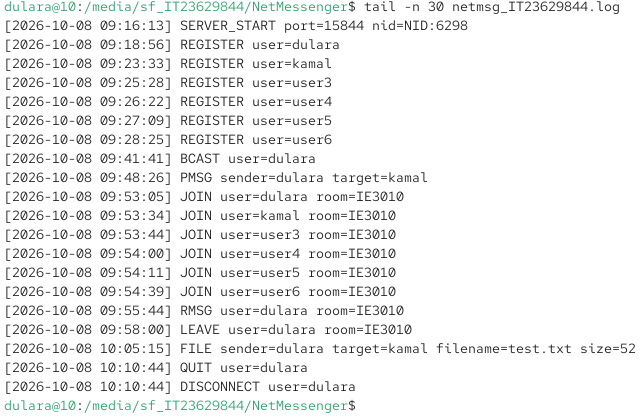 dulara@10:/media/sf_IT23629844/NetMessenger$ tail -n 30 netmsg_IT23629844.log
[2026-10-08 09:16:13] SERVER_START port=15844 nid=NID:6298
[2026-10-08 09:18:56] REGISTER user=dulara
[2026-10-08 09:23:33] REGISTER user=kamal
[2026-10-08 09:25:28] REGISTER user=user3
[2026-10-08 09:26:22] REGISTER user=user4
[2026-10-08 09:27:09] REGISTER user=user5
[2026-10-08 09:28:25] REGISTER user=user6
[2026-10-08 09:41:41] BCAST user=dulara
[2026-10-08 09:48:26] PMSG sender=dulara target=kamal
[2026-10-08 09:53:05] JOIN user=dulara room=IE3010
[2026-10-08 09:53:34] JOIN user=kamal room=IE3010
[2026-10-08 09:53:44] JOIN user=user3 room=IE3010
[2026-10-08 09:54:00] JOIN user=user4 room=IE3010
[2026-10-08 09:54:11] JOIN user=user5 room=IE3010
[2026-10-08 09:54:39] JOIN user=user6 room=IE3010
[2026-10-08 09:55:44] RMSG user=dulara room=IE3010
[2026-10-08 09:58:00] LEAVE user=dulara room=IE3010
[2026-10-08 10:05:15] FILE sender=dulara target=kamal filename=test.txt size=52
[2026-10-08 10:10:44] QUIT user=dulara
[2026-10-08 10:10:44] DISCONNECT user=dulara
dulara@10:/media/sf_IT23629844/NetMessenger$